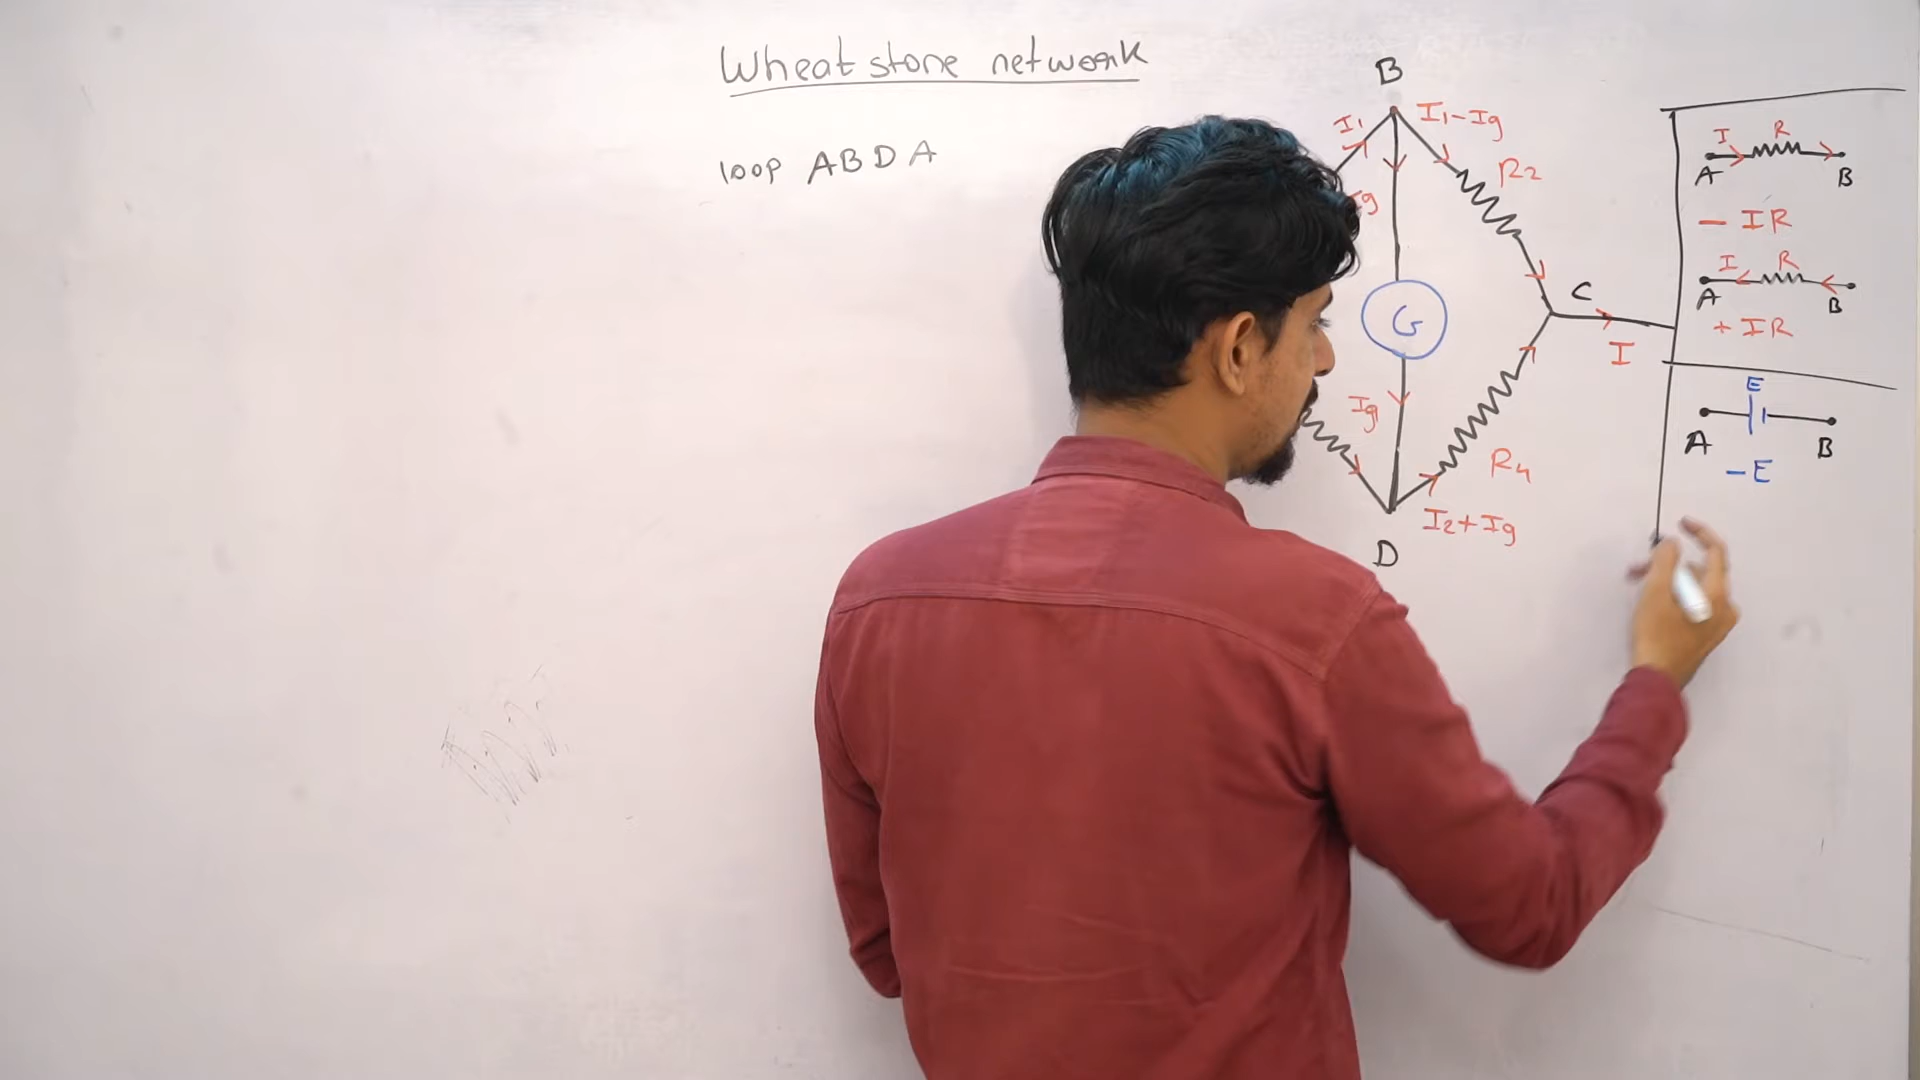 Wheatstone network
loop ABDA
B
I₁
I₁-Ig
R₂
Ig
G
C
I
Ig
R₄
I₂+Ig
D
I R
A B
- IR
I R
A B
+ IR
E
A B
-E